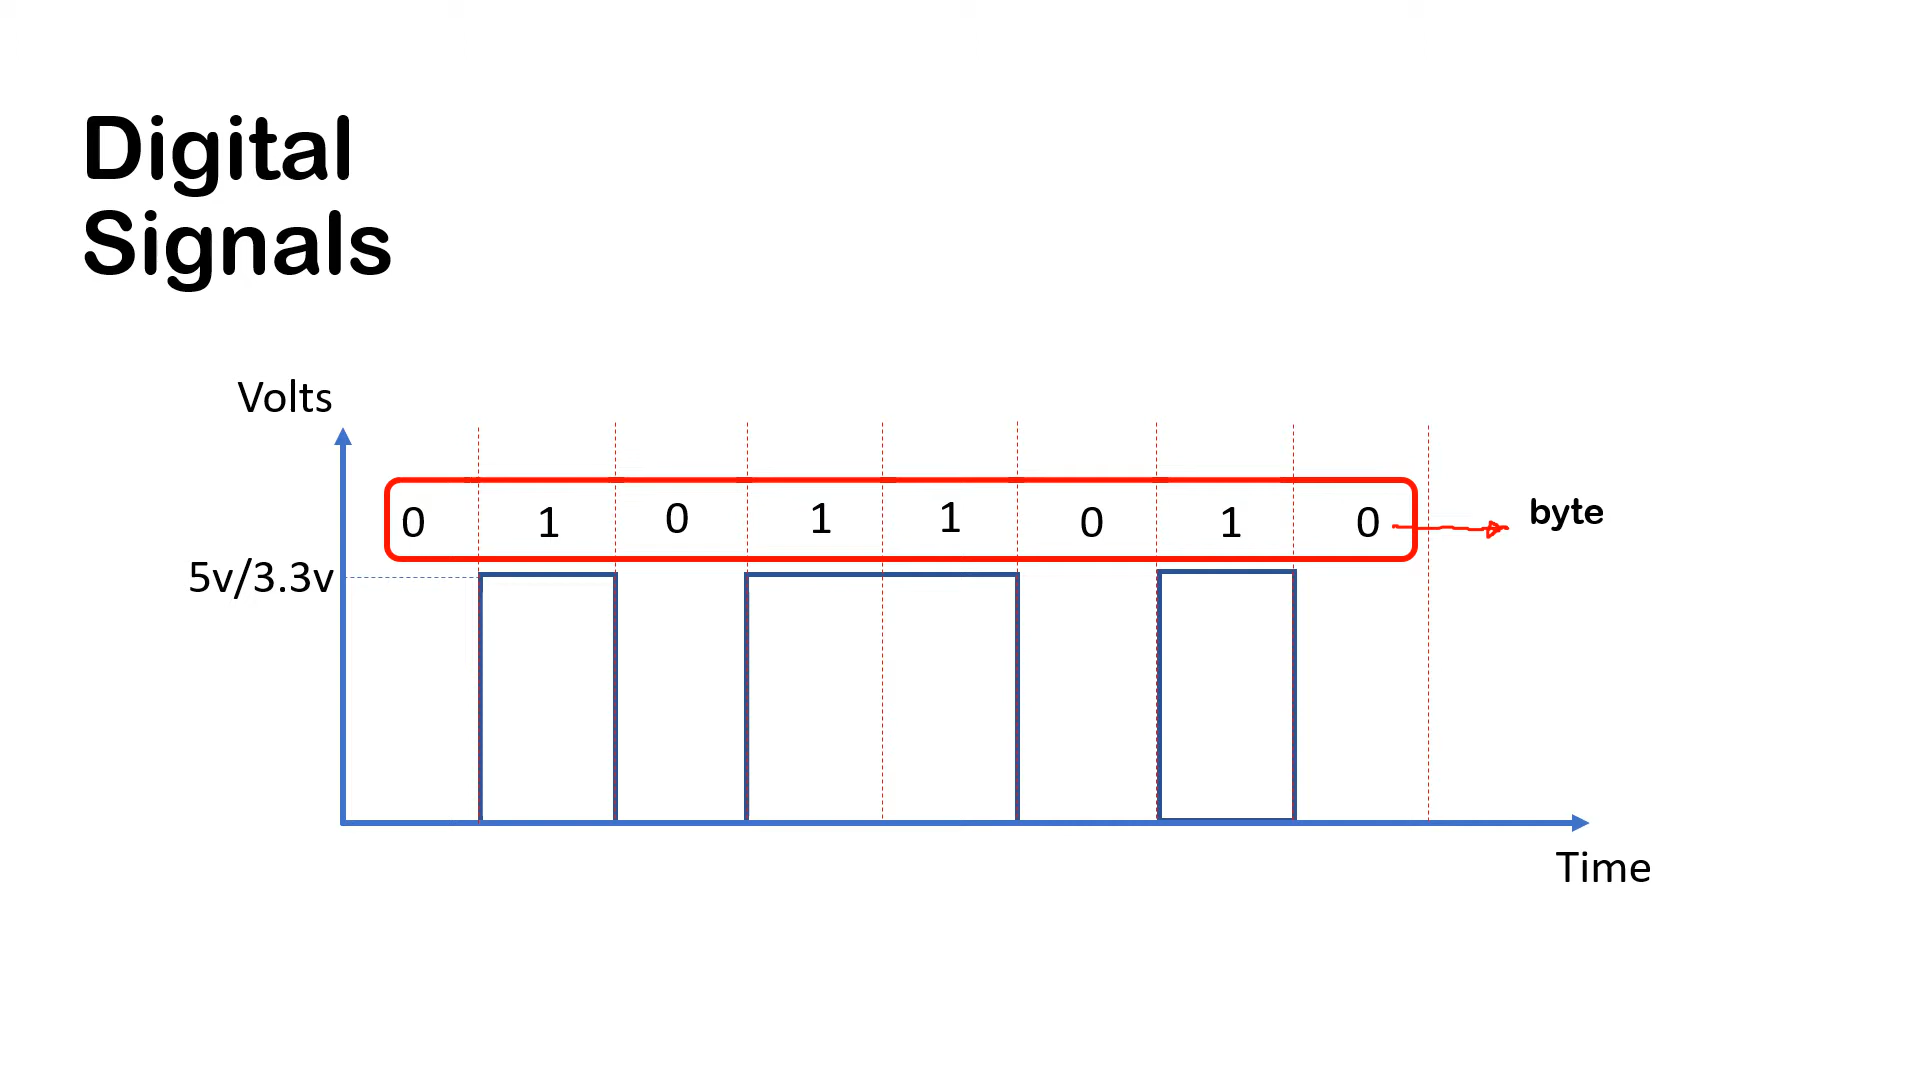 Digital
Signals
Volts
0 1 0 1 1 0 1 0
byte
5v/3.3v
Time